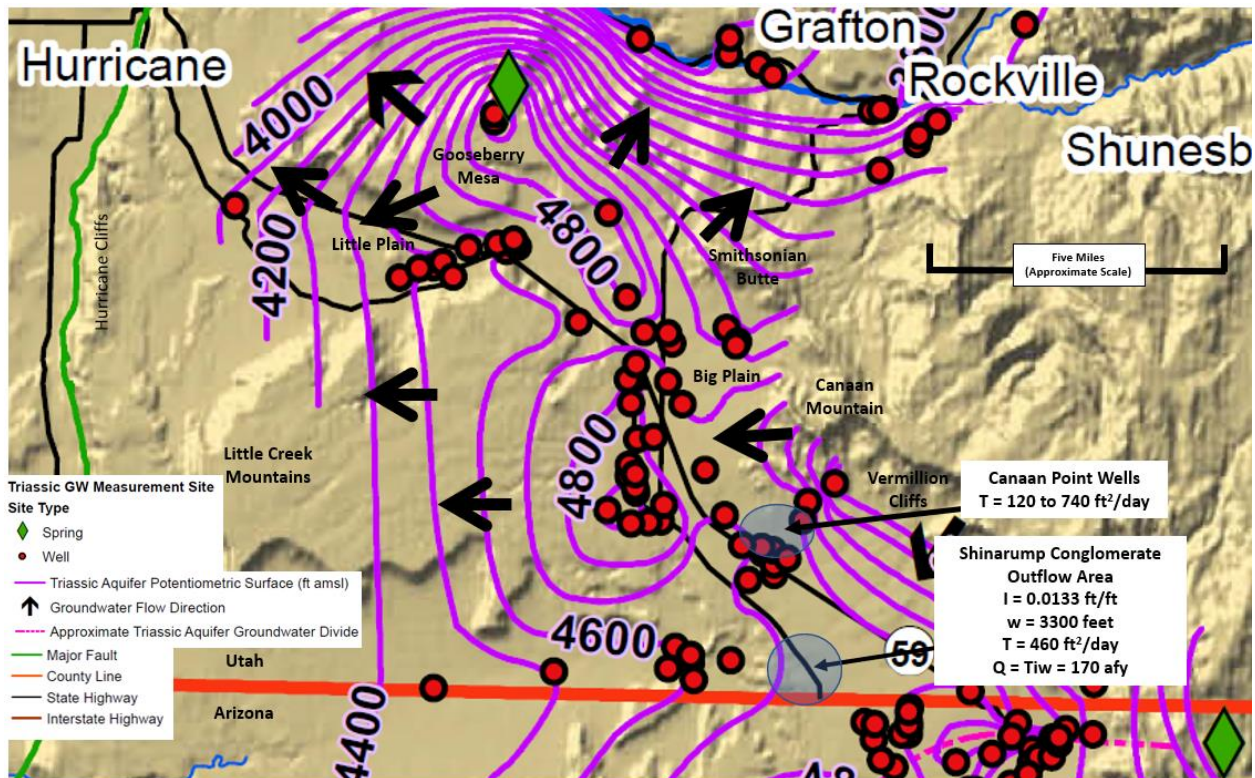 Hurricane
Grafton
Rockville
Shunesb
4000
Gooseberry
Mesa
4800
Little Plain
4200
Hurricane Cliffs
Smithsonian
Butte
Five Miles
(Approximate Scale)
Big Plain
Canaan
Mountain
Little Creek
Mountains
4800
Vermillion
Cliffs
Canaan Point Wells
T = 120 to 740 ft²/day
Shinarump Conglomerate
Outflow Area
I = 0.0133 ft/ft
w = 3300 feet
T = 460 ft²/day
Q = Tiw = 170 afy
4600
59
4400
Triassic GW Measurement Site
Site Type
Spring
Well
Triassic Aquifer Potentiometric Surface (ft amsl)
Groundwater Flow Direction
Approximate Triassic Aquifer Groundwater Divide
Major Fault
County Line
State Highway
Interstate Highway
Utah
Arizona